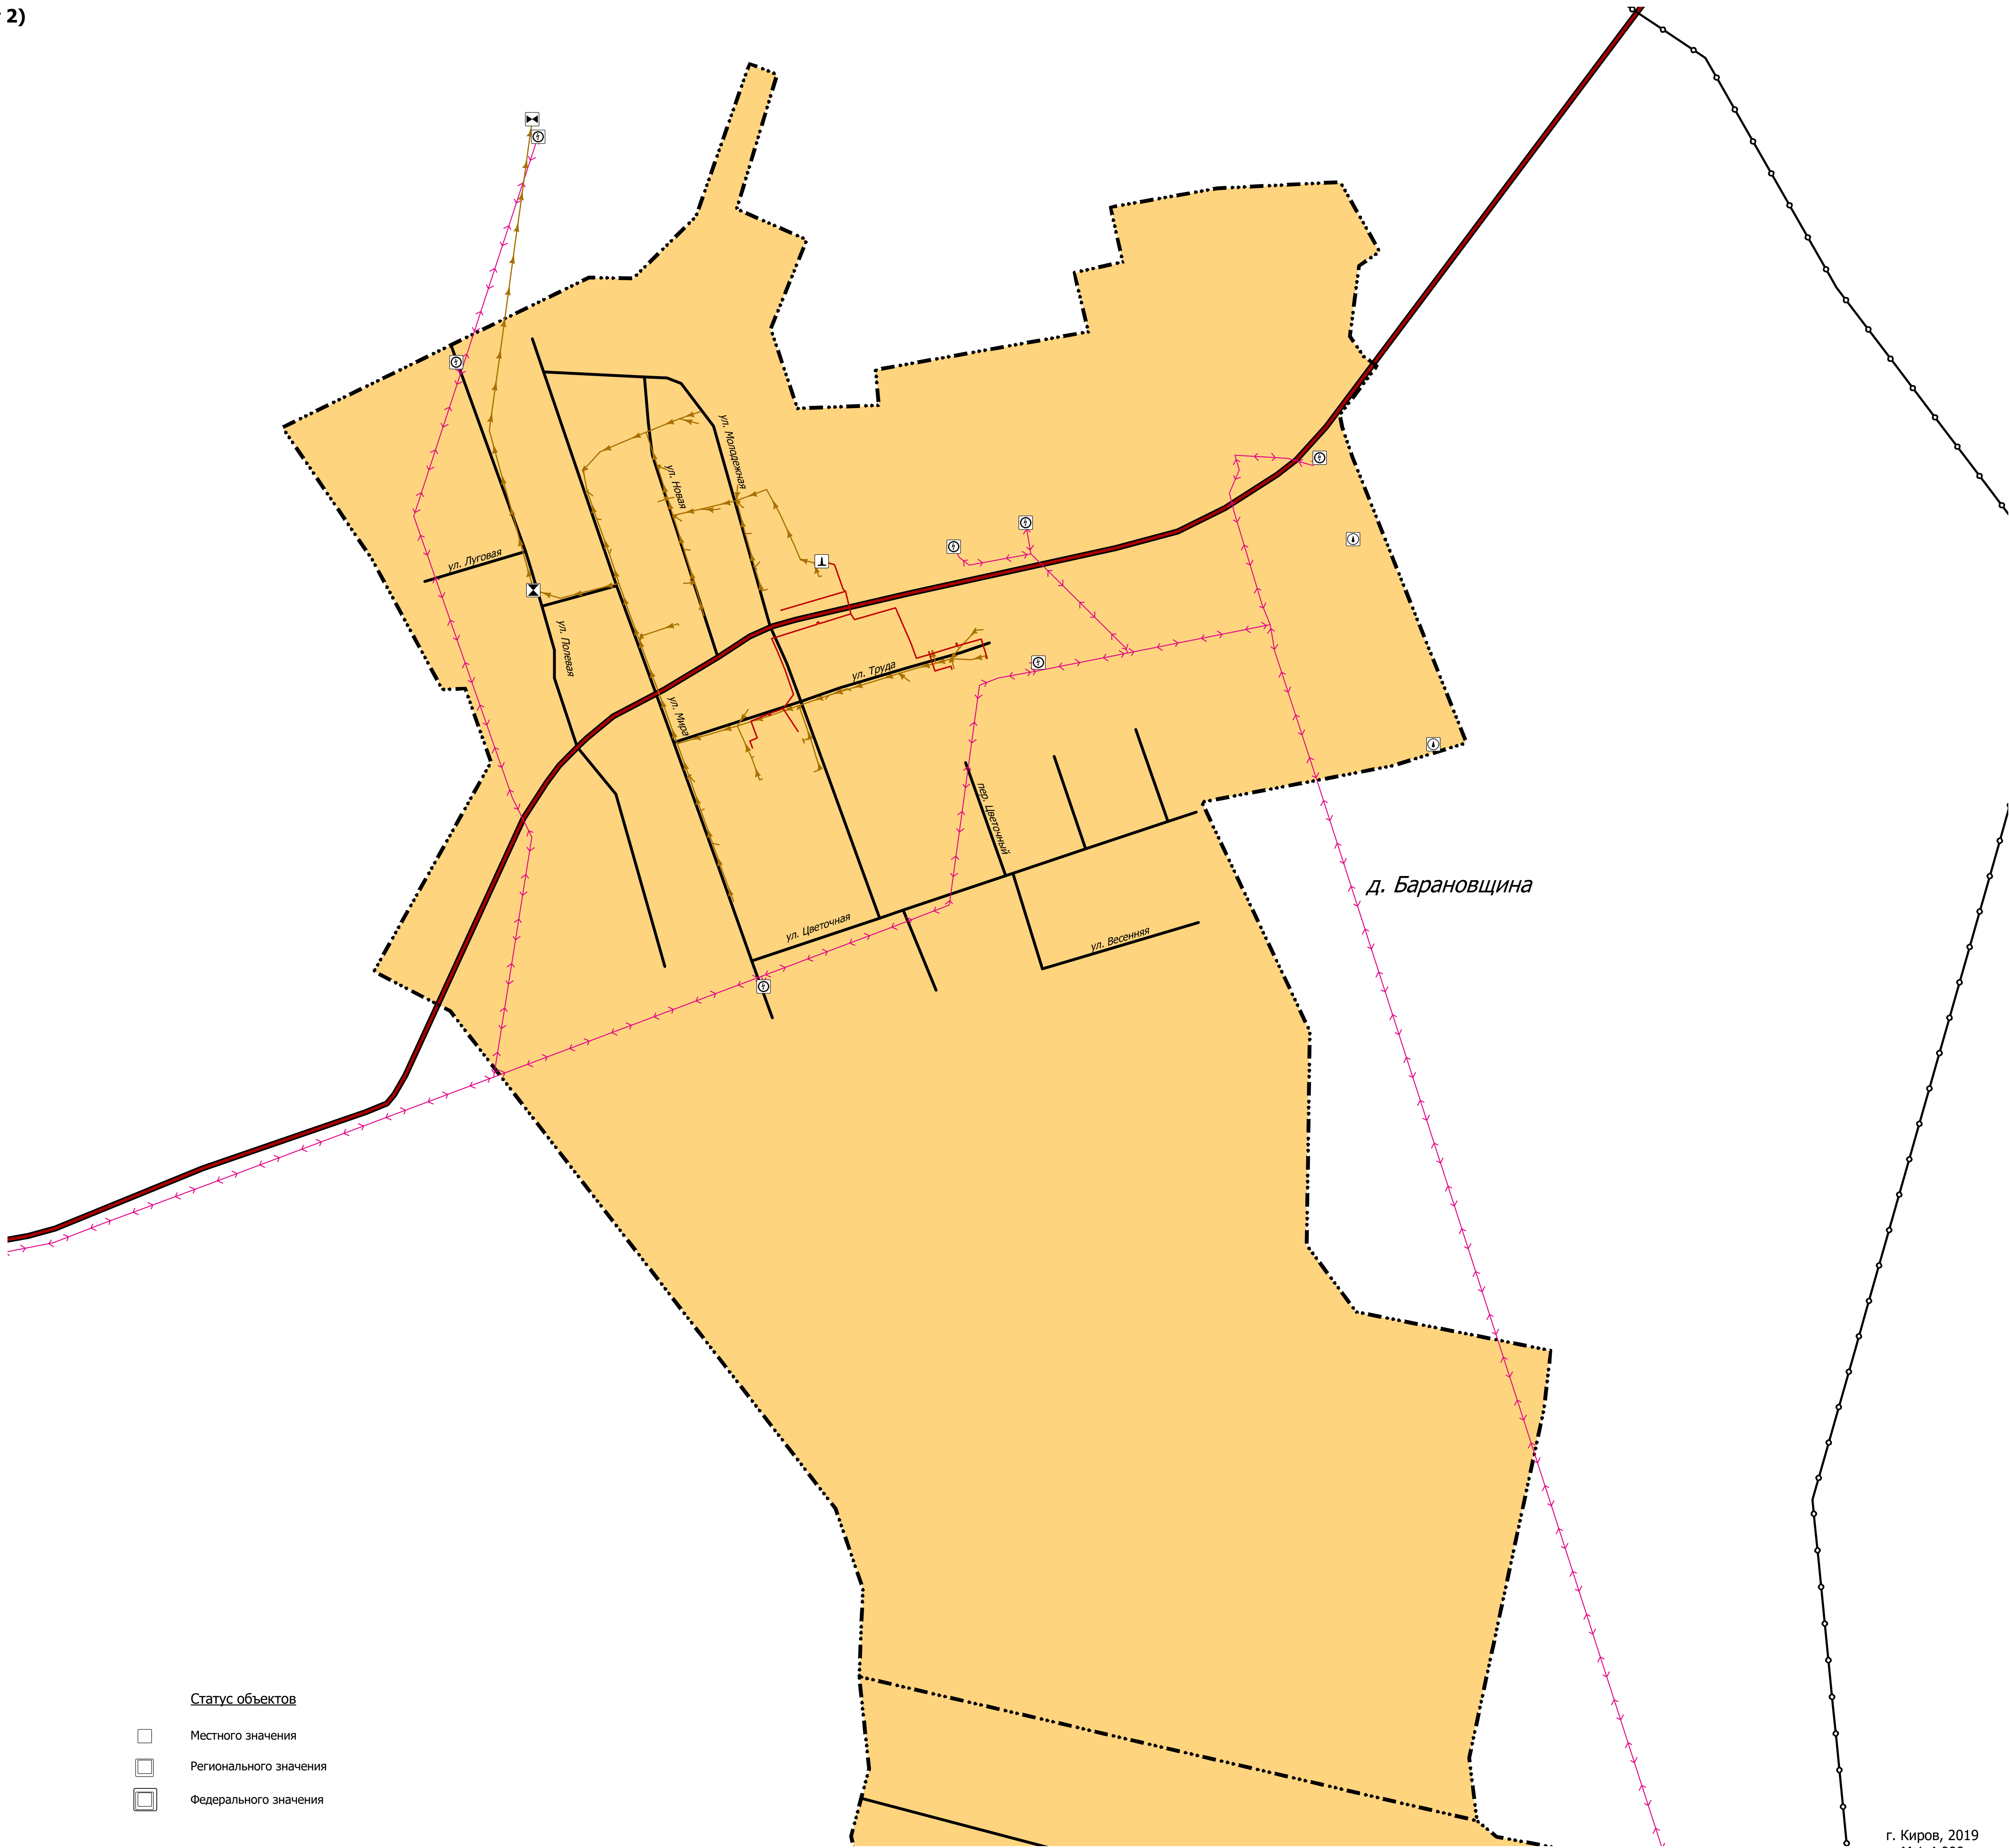 2)
ул. Молодежная
ул. Новая
ул. Луговая
ул. Полевая
ул. Труда
ул. Мира
пер. Цветочный
д. Барановщина
ул. Цветочная
ул. Весенняя
Статус объектов
Местного значения
Регионального значения
Федерального значения
г. Киров, 2019